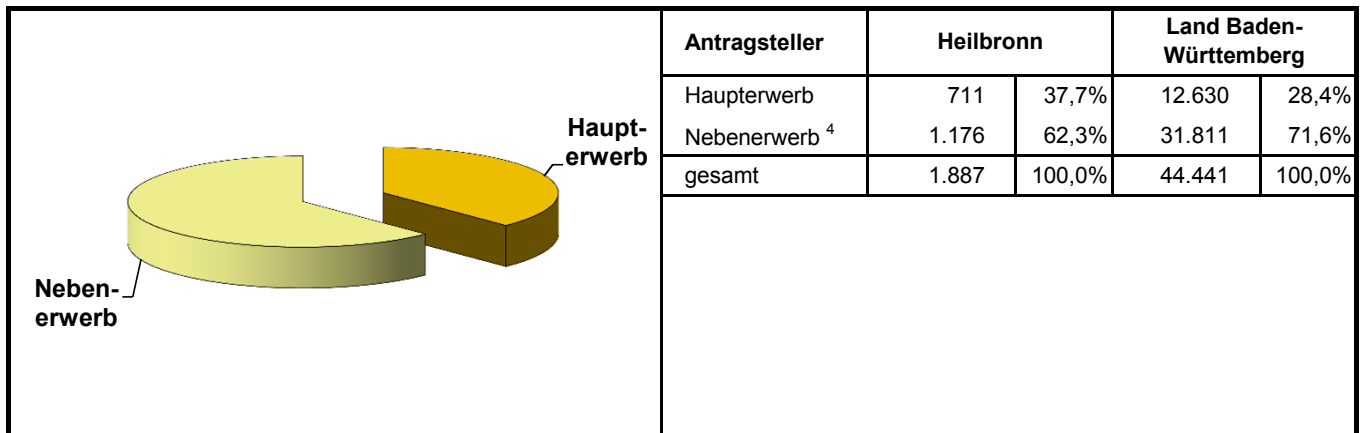 Haupt-
erwerb
Neben-
erwerb
Antragsteller Heilbronn Land Baden-
Württemberg
Haupterwerb 711 37,7% 12.630 28,4%
Nebenerwerb 4 1.176 62,3% 31.811 71,6%
gesamt 1.887 100,0% 44.441 100,0%